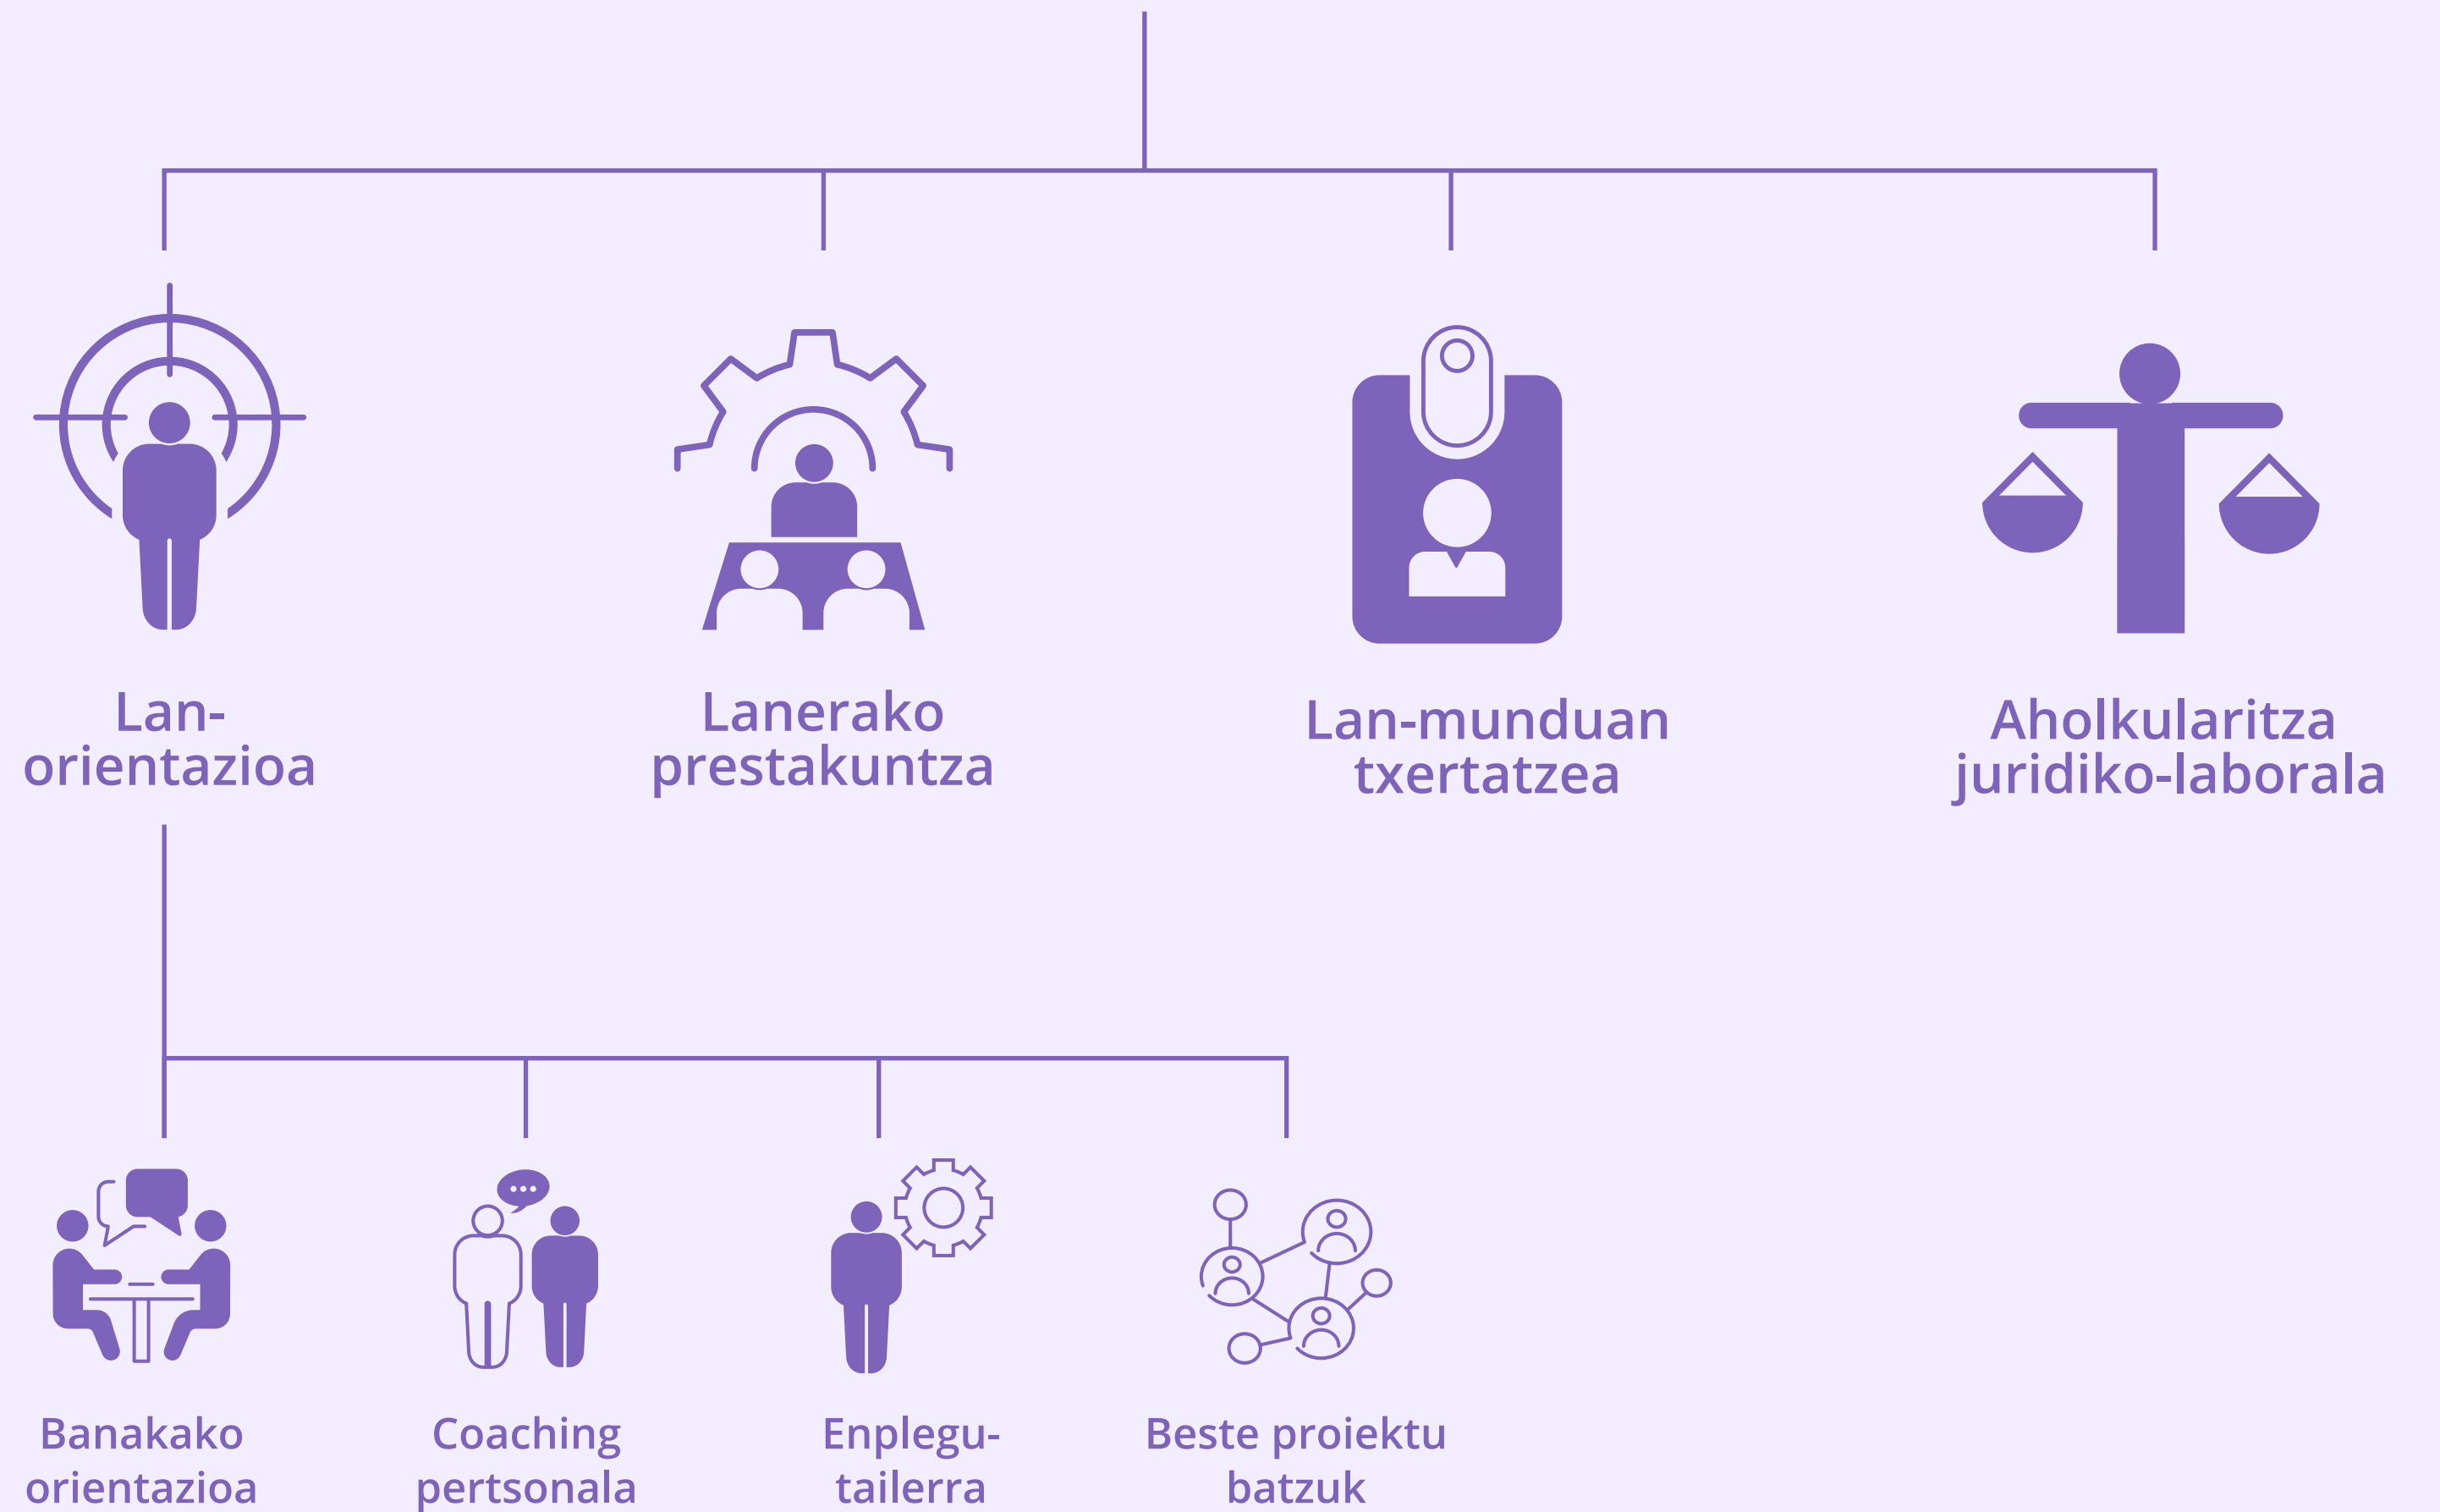 Lan-
orientazioa
Lanerako
prestakuntza
Lan-munduan
txertatzea
Aholkularitza
juridiko-laborala
Banakako
orientazioa
Coaching
pertsonala
Enplegu-
tailerra
Beste proiektu
batzuk